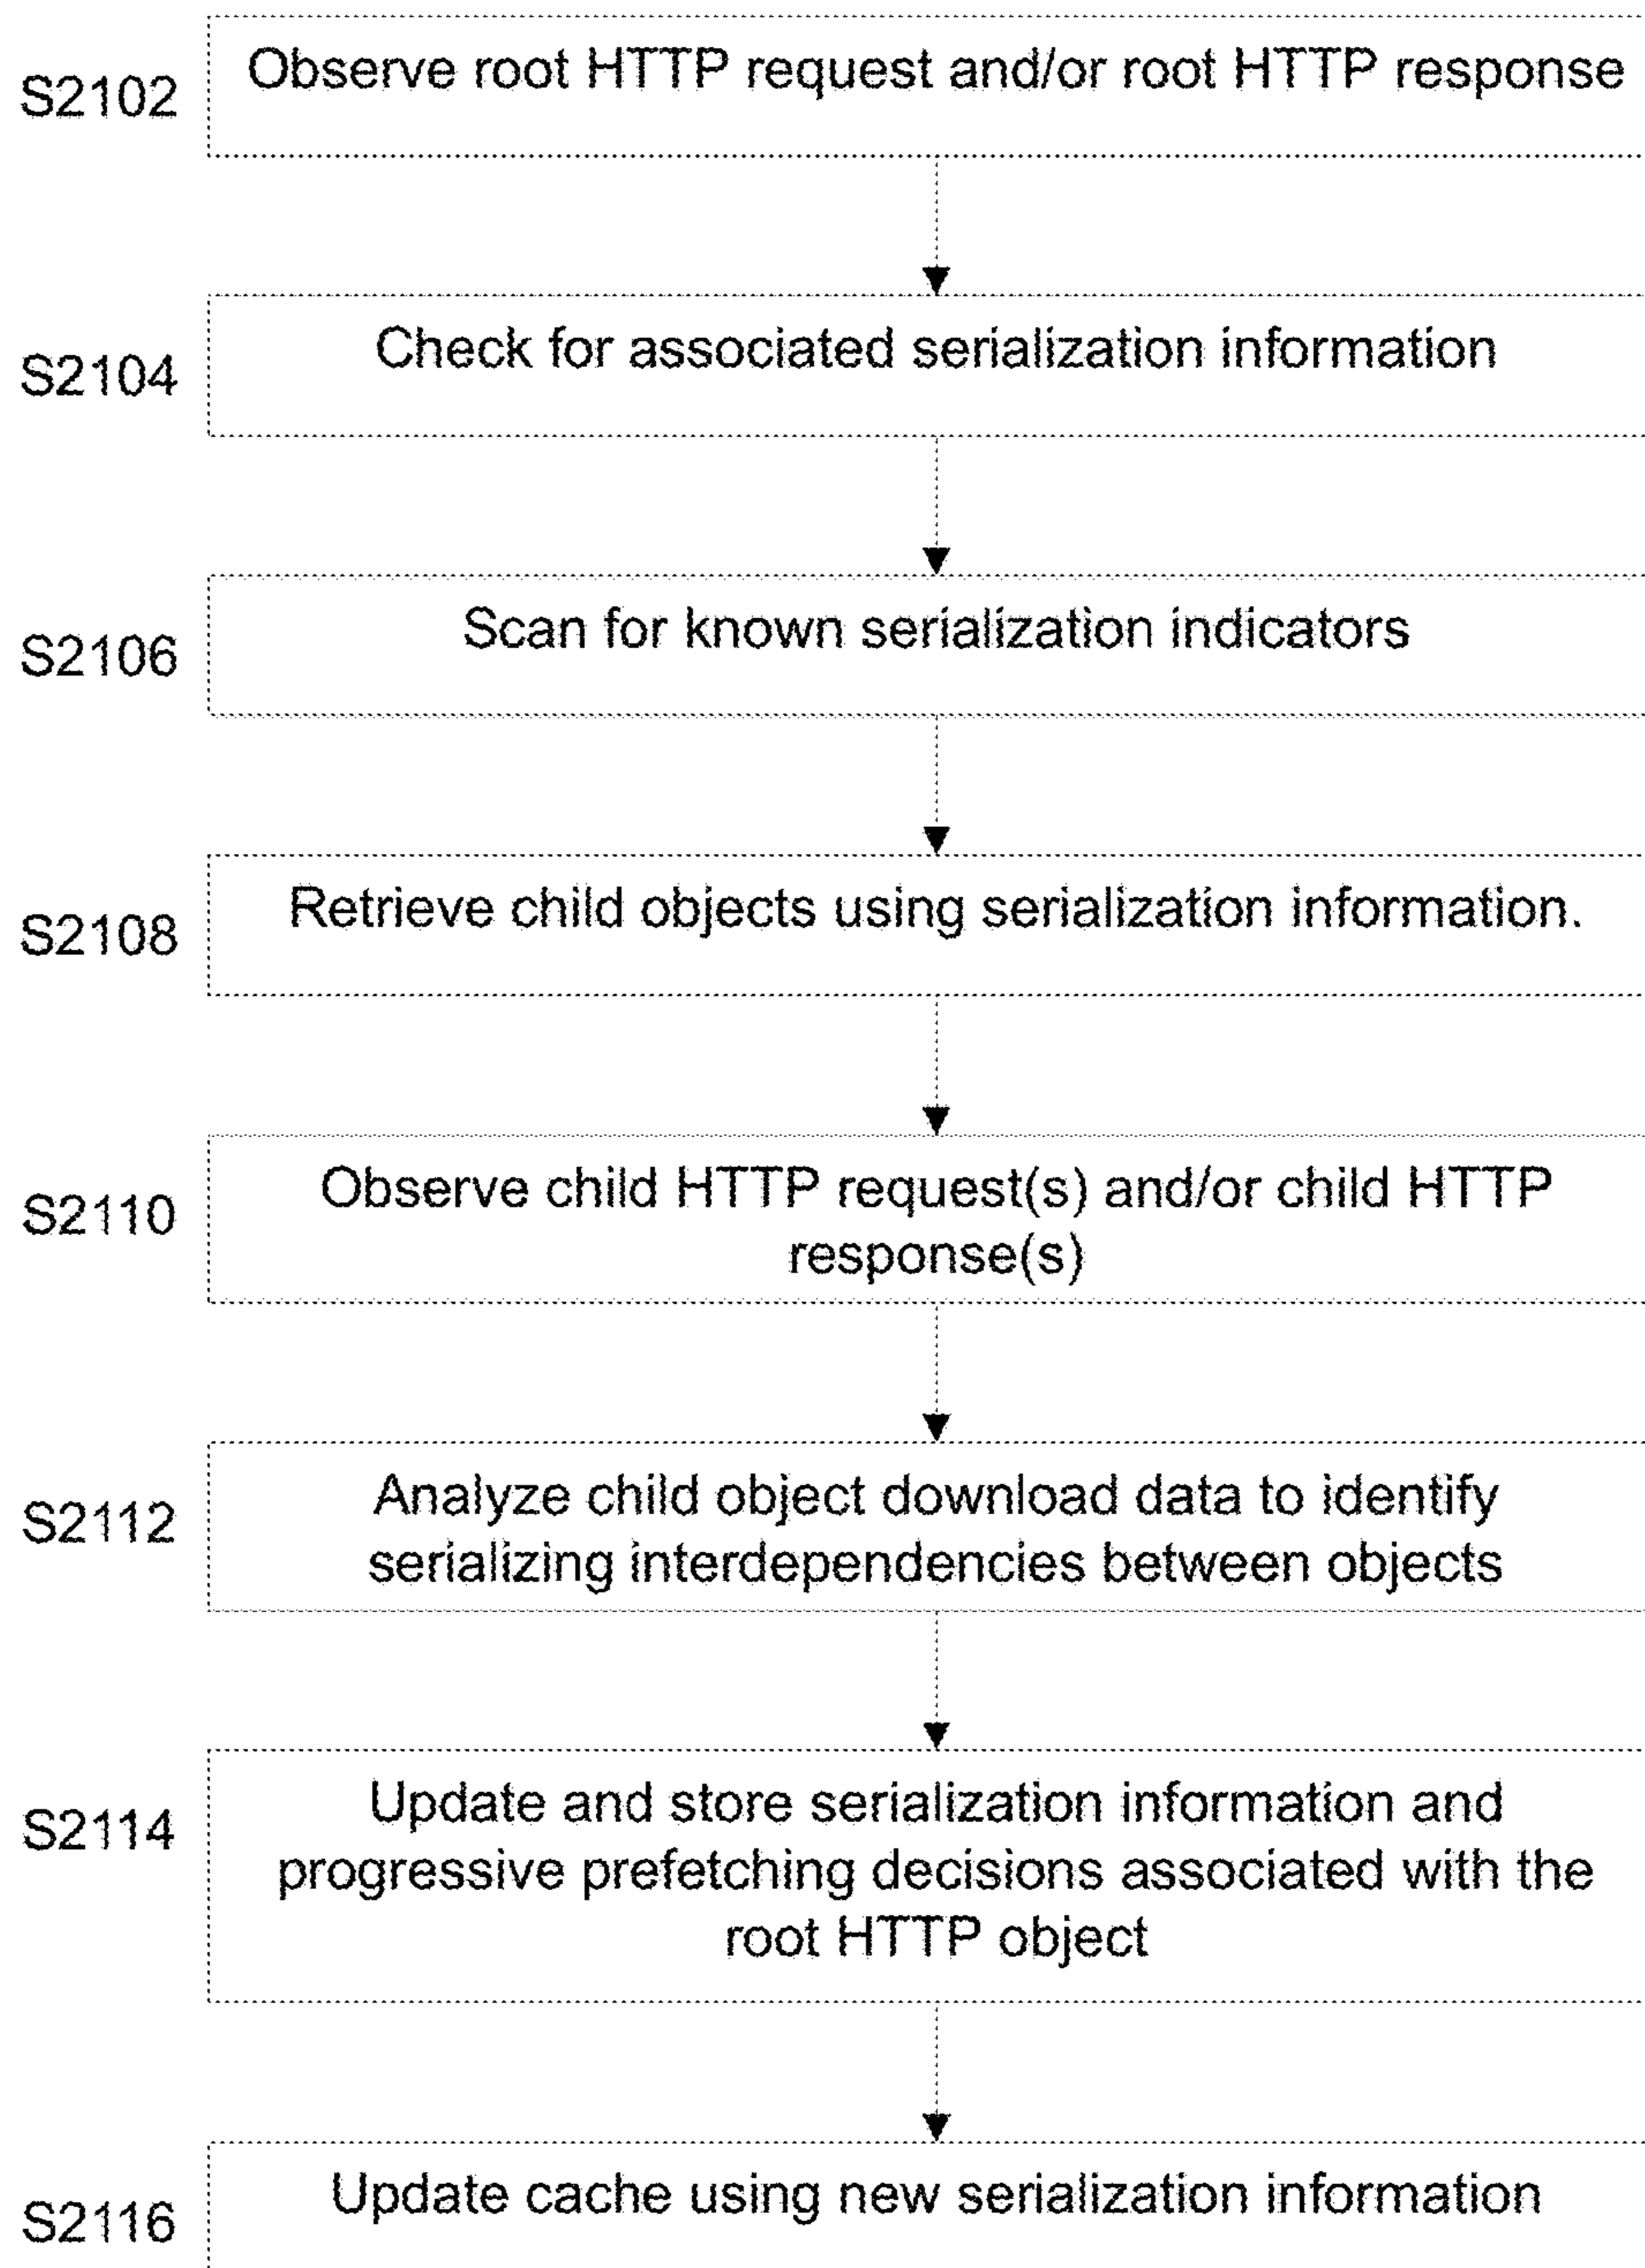 S2102
Observe root HTTP request and/or root HTTP response
S2104
Check for associated serialization information
S2106
Scan for known serialization indicators
S2108
Retrieve child objects using serialization information.
S2110
Observe child HTTP request(s) and/or child HTTP
response(s)
S2112
Analyze child object download data to identify
serializing interdependencies between objects
S2114
Update and store serialization information and
progressive prefetching decisions associated with the
root HTTP object
S2116
Update cache using new serialization information